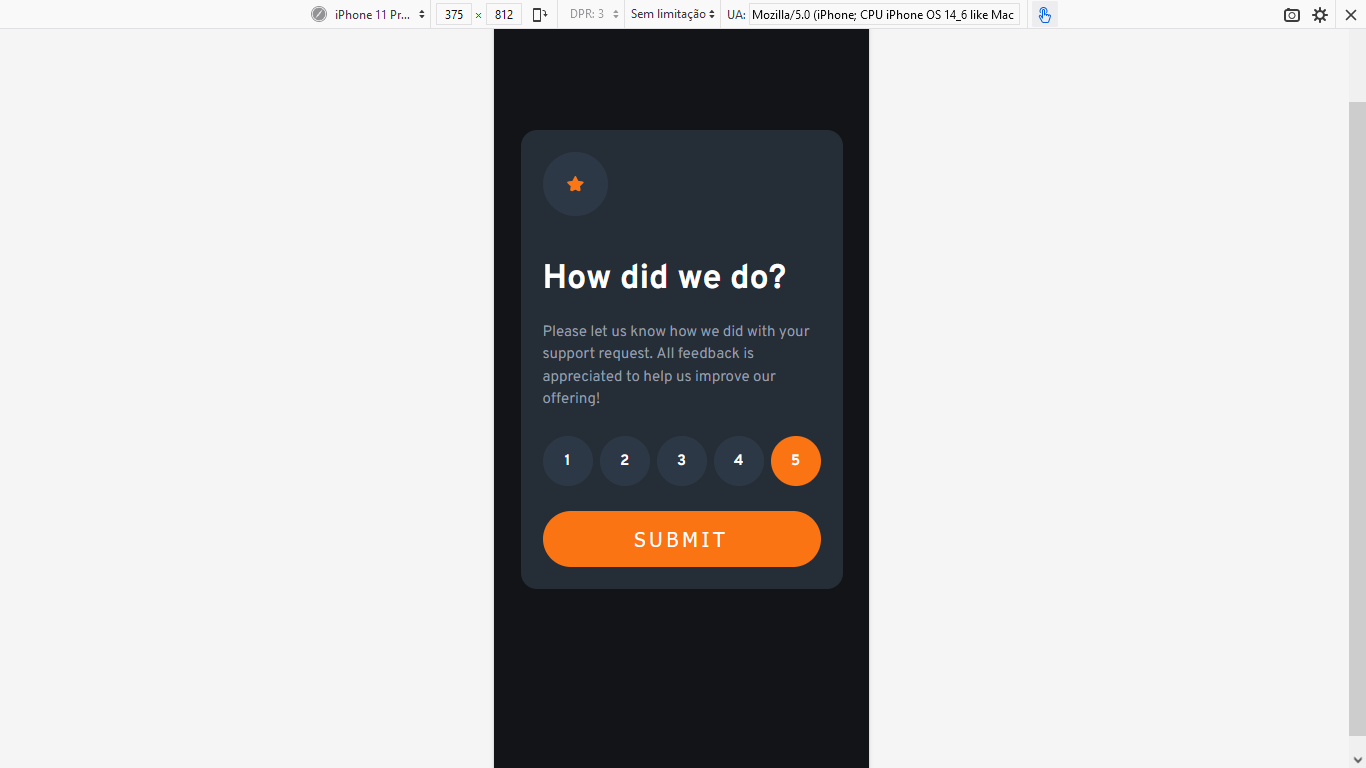 iPhone 11 Pr... 375 × 812 DPR: 3 Sem limitação UA: Mozilla/5.0 (iPhone; CPU iPhone OS 14_6 like Mac
How did we do?
Please let us know how we did with your
support request. All feedback is
appreciated to help us improve our
offering!
1 2 3 4 5
SUBMIT